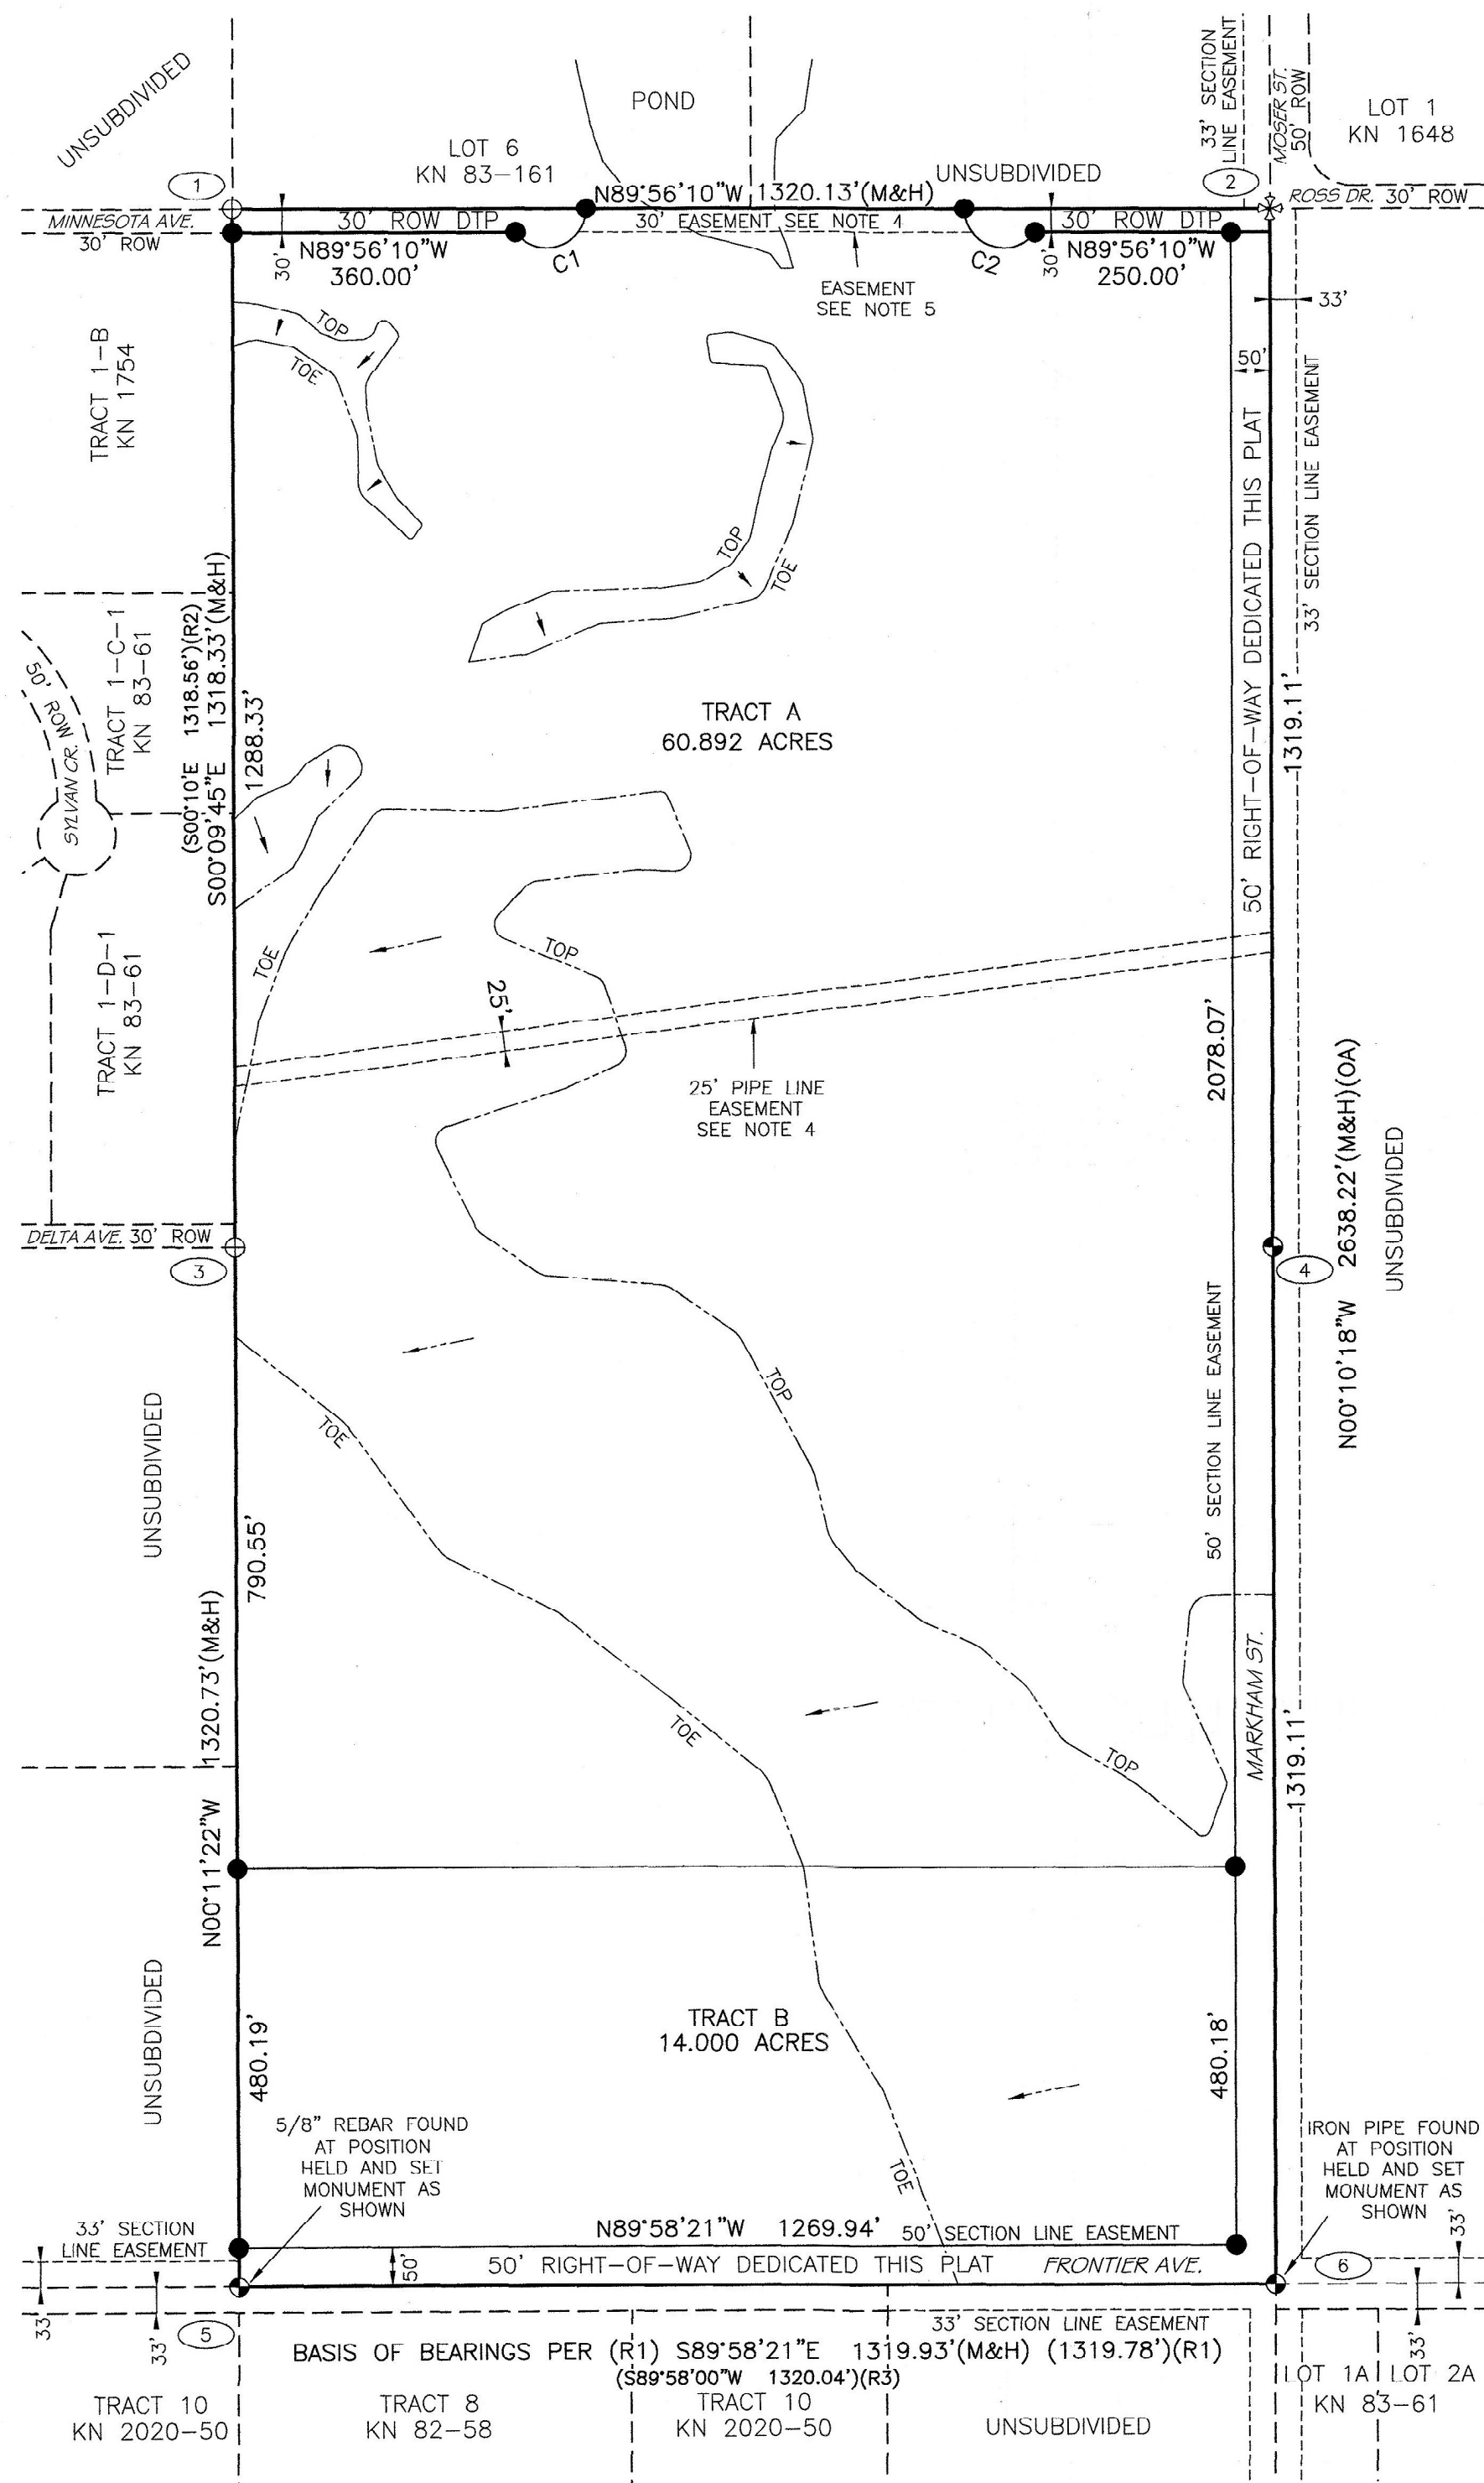 UNSUBDIVIDED
POND
LOT 6
KN 83-161
33' SECTION
LINE EASEMENT
MOSER ST.
50' ROW
LOT 1
KN 1648
1
N89°56'10"W 1320.13'(M&H)
UNSUBDIVIDED
2
MINNESOTA AVE.
30' ROW
30' ROW DTP
30' EASEMENT SEE NOTE 4
30' ROW DTP
ROSS DR. 30' ROW
30'
N89°56'10"W
360.00'
C1
C2
30'
N89°56'10"W
250.00'
EASEMENT
SEE NOTE 5
33'
TRACT 1-B
KN 1754
TOP
TOE
50'
33' SECTION LINE EASEMENT
50' RIGHT-OF-WAY DEDICATED THIS PLAT
TOP
TOE
50' ROW
SYLVAN CR.
TRACT 1-C-1
KN 83-61
(S00°10'E 1318.56')(R2)
S00°09'45"E 1318.33'(M&H)
1288.33'
TRACT A
60.892 ACRES
1319.11'
TRACT 1-D-1
KN 83-61
TOE
TOP
25'
25' PIPE LINE
EASEMENT
SEE NOTE 4
2078.07'
N00°10'18"W 2638.22'(M&H)(OA)
UNSUBDIVIDED
DELTA AVE. 30' ROW
3
4
50' SECTION LINE EASEMENT
UNSUBDIVIDED
TOE
TOP
790.55'
N00°11'22"W 1320.73'(M&H)
TOE
TOP
MARKHAM ST.
1319.11'
UNSUBDIVIDED
480.19'
TRACT B
14.000 ACRES
480.18'
5/8" REBAR FOUND
AT POSITION
HELD AND SET
MONUMENT AS
SHOWN
TOE
IRON PIPE FOUND
AT POSITION
HELD AND SET
MONUMENT AS
SHOWN
33' SECTION
LINE EASEMENT
N89°58'21"W 1269.94'
50' SECTION LINE EASEMENT
33'
50'
50' RIGHT-OF-WAY DEDICATED THIS PLAT
FRONTIER AVE.
6
33'
33'
5
33' SECTION LINE EASEMENT
33'
BASIS OF BEARINGS PER (R1) S89°58'21"E 1319.93'(M&H) (1319.78')(R1)
(S89°58'00"W 1320.04')(R3)
TRACT 10
KN 2020-50
TRACT 8
KN 82-58
TRACT 10
KN 2020-50
UNSUBDIVIDED
LOT 1A
LOT 2A
KN 83-61